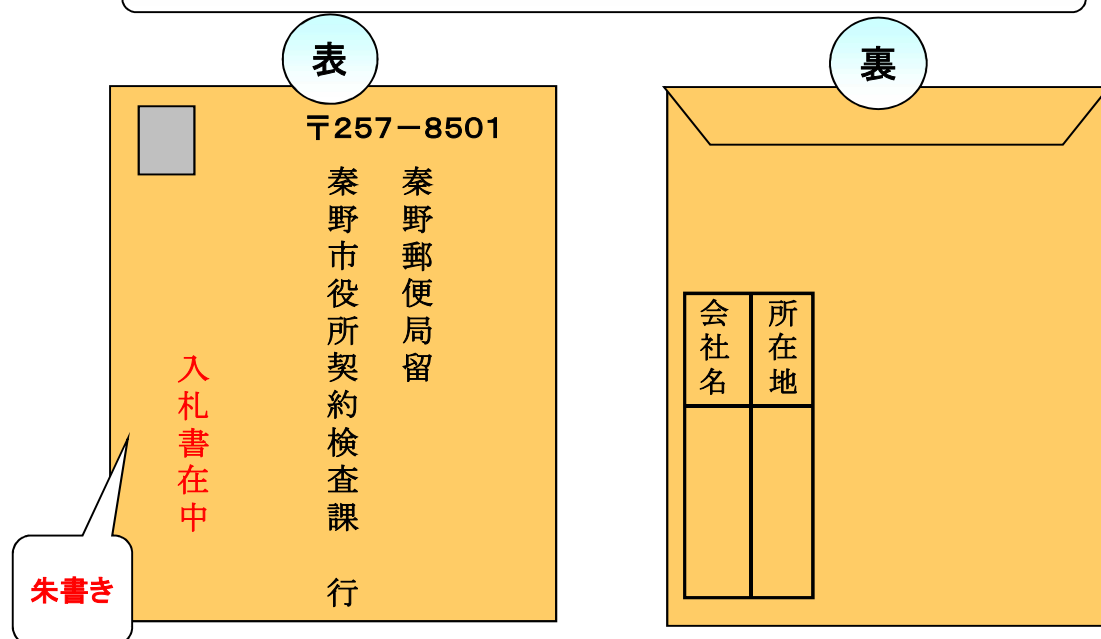 表
〒257－8501
秦野郵便局留
秦野市役所契約検査課　行
入札書在中
朱書き
裏
所在地
会社名